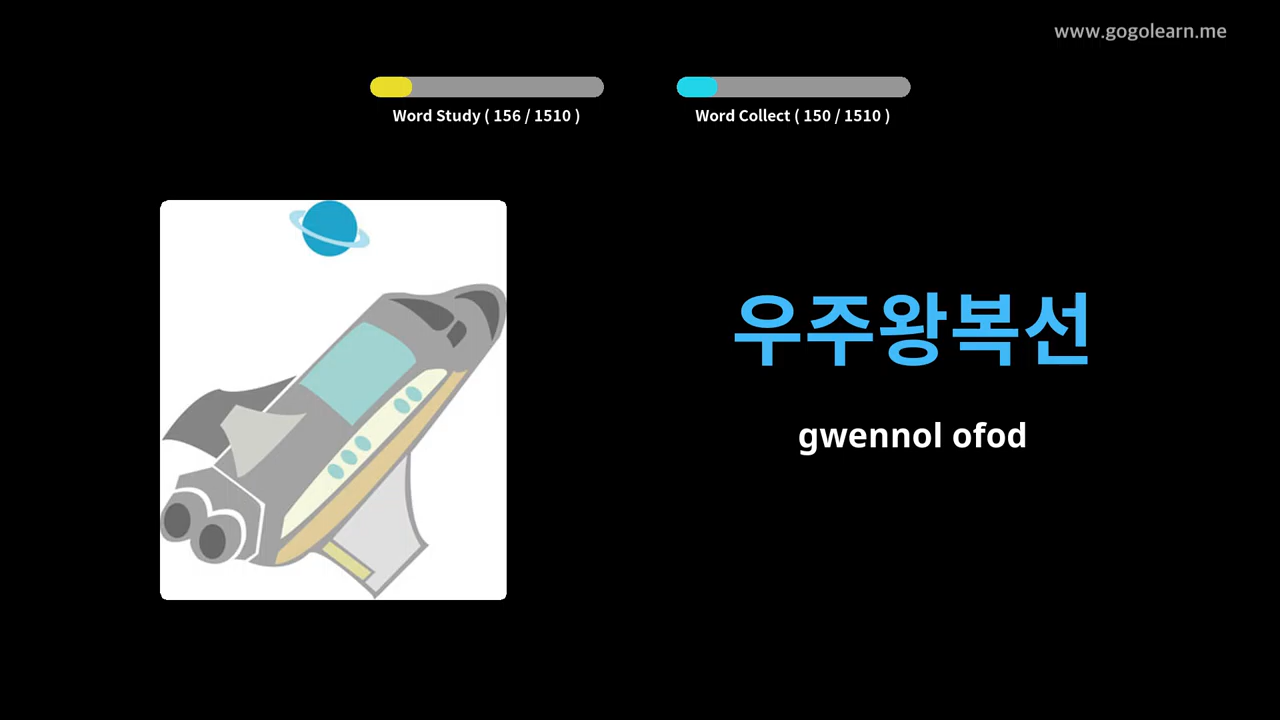 www.gogolearn.me
Word Study ( 156 / 1510 )
Word Collect ( 150 / 1510 )
우주왕복선
gwennol ofod